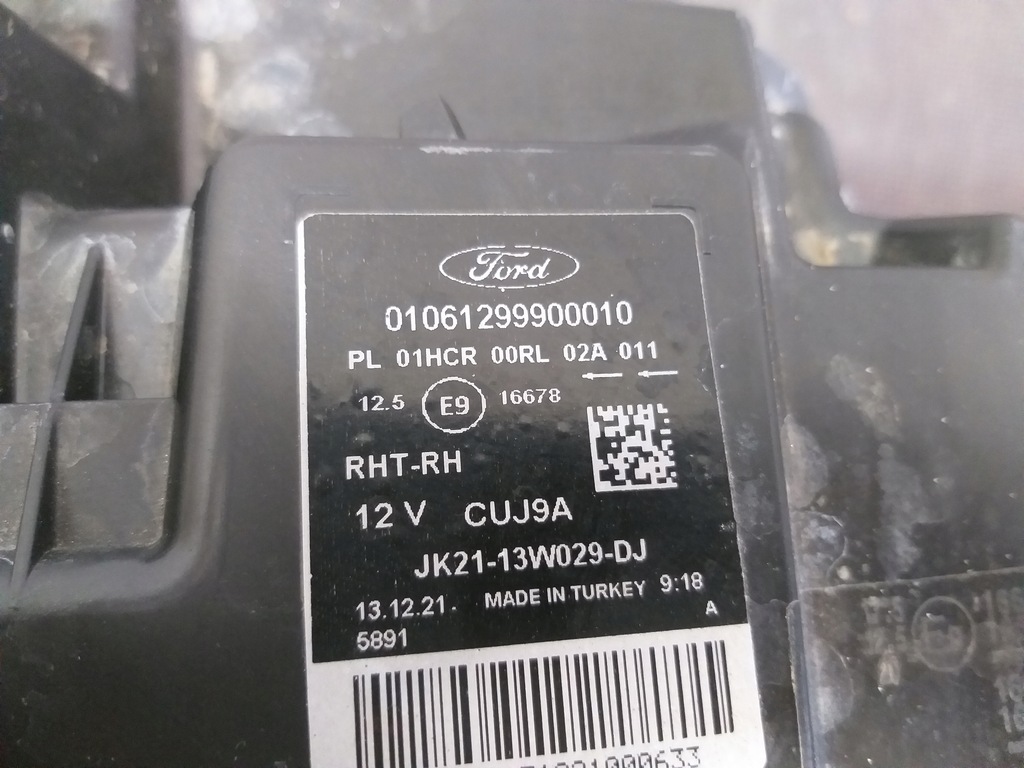 Ford
01061299900010
PL 01HCR 00RL 02A 011
12.5 E9 16678
RHT-RH
12 V CUJ9A
JK21-13W029-DJ
13.12.21. MADE IN TURKEY 9:18
5891 A